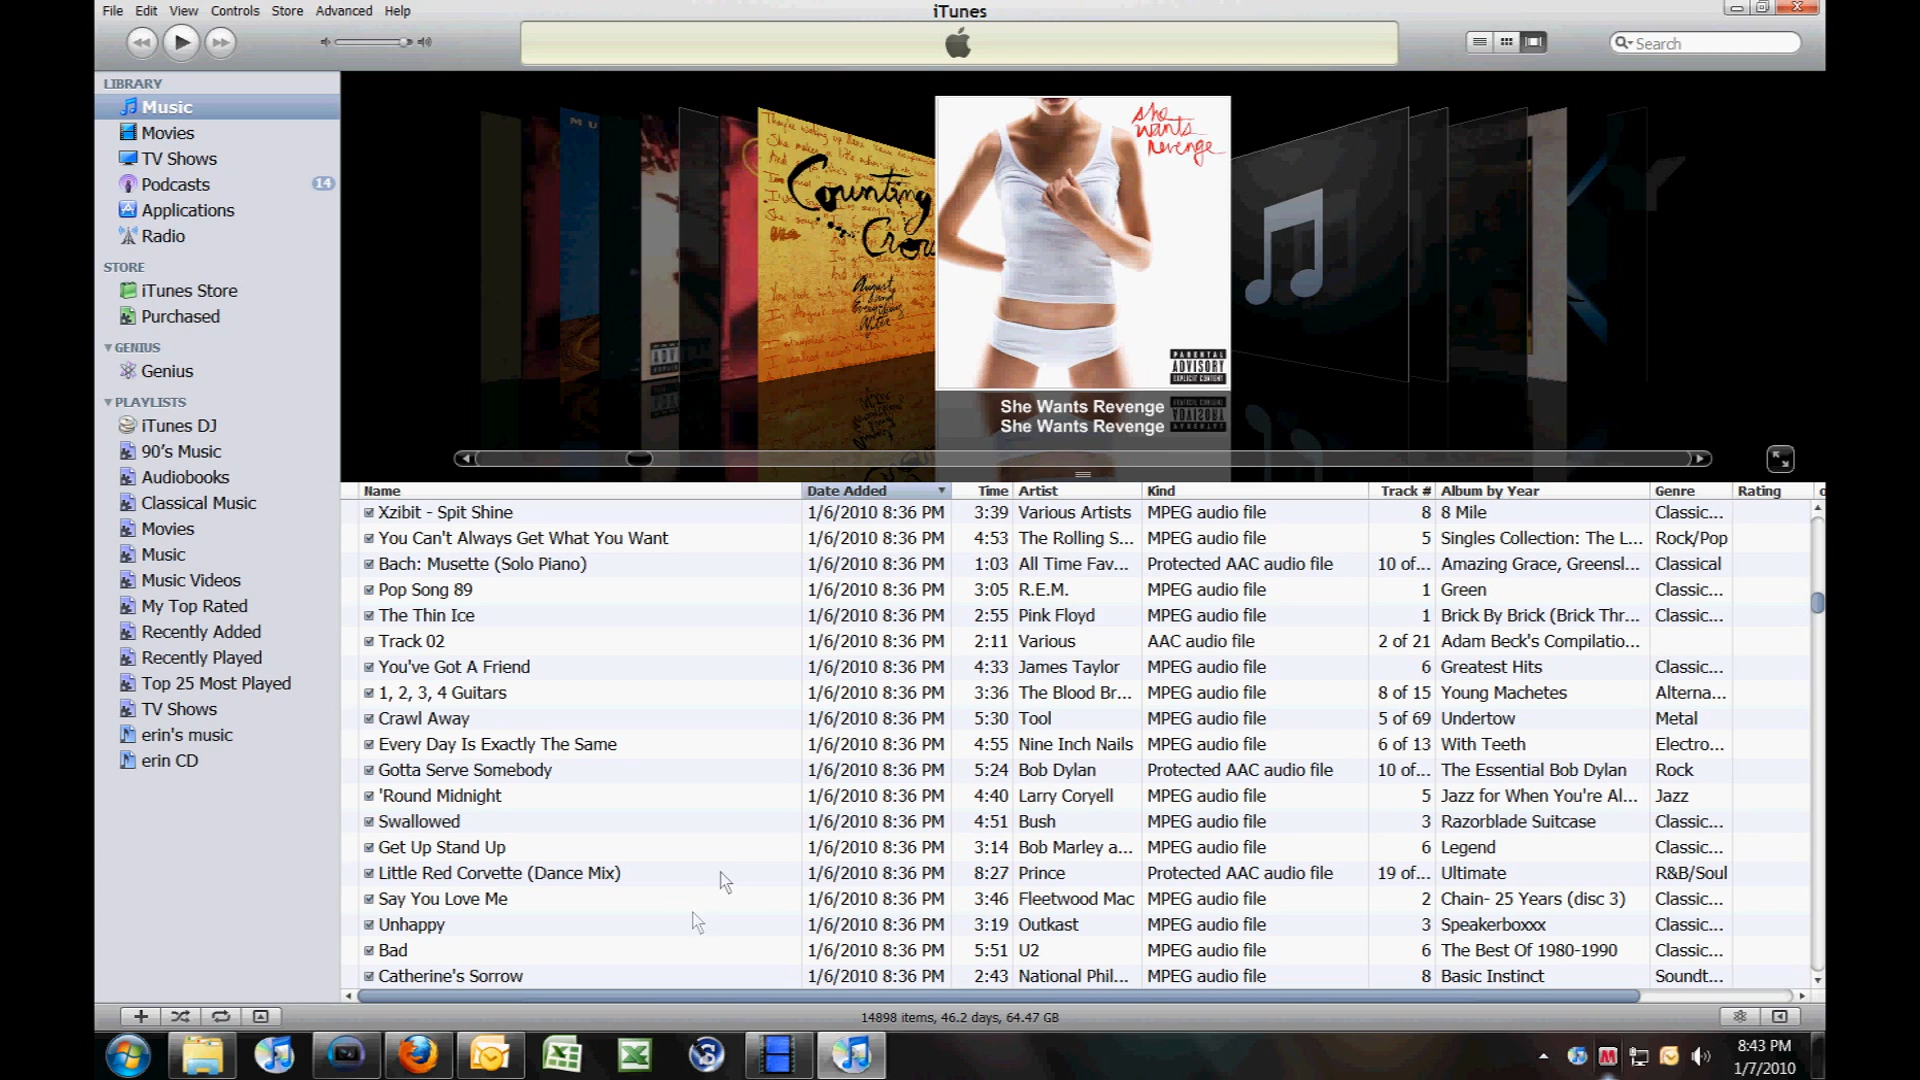 File Edit View Controls Store Advanced Help
iTunes
Search
LIBRARY
Music
Movies
TV Shows
Podcasts 14
Applications
Radio
STORE
iTunes Store
Purchased
GENIUS
Genius
PLAYLISTS
iTunes DJ
90's Music
Audiobooks
Classical Music
Movies
Music
Music Videos
My Top Rated
Recently Added
Recently Played
Top 25 Most Played
TV Shows
erin's music
erin CD
MU
Counting
Crow
August
and
Everything
After
she
wants
revenge
PARENTAL
ADVISORY
EXPLICIT CONTENT
She Wants Revenge
She Wants Revenge
Name Date Added Time Artist Kind Track # Album by Year Genre Rating
Xzibit - Spit Shine 1/6/2010 8:36 PM 3:39 Various Artists MPEG audio file 8 8 Mile Classic...
You Can't Always Get What You Want 1/6/2010 8:36 PM 4:53 The Rolling S... MPEG audio file 5 Singles Collection: The L... Rock/Pop
Bach: Musette (Solo Piano) 1/6/2010 8:36 PM 1:03 All Time Fav... Protected AAC audio file 10 of... Amazing Grace, Greensl... Classical
Pop Song 89 1/6/2010 8:36 PM 3:05 R.E.M. MPEG audio file 1 Green Classic...
The Thin Ice 1/6/2010 8:36 PM 2:55 Pink Floyd MPEG audio file 1 Brick By Brick (Brick Thr... Classic...
Track 02 1/6/2010 8:36 PM 2:11 Various AAC audio file 2 of 21 Adam Beck's Compilatio...
You've Got A Friend 1/6/2010 8:36 PM 4:33 James Taylor MPEG audio file 6 Greatest Hits Classic...
1, 2, 3, 4 Guitars 1/6/2010 8:36 PM 3:36 The Blood Br... MPEG audio file 8 of 15 Young Machetes Alterna...
Crawl Away 1/6/2010 8:36 PM 5:30 Tool MPEG audio file 5 of 69 Undertow Metal
Every Day Is Exactly The Same 1/6/2010 8:36 PM 4:55 Nine Inch Nails MPEG audio file 6 of 13 With Teeth Electro...
Gotta Serve Somebody 1/6/2010 8:36 PM 5:24 Bob Dylan Protected AAC audio file 10 of... The Essential Bob Dylan Rock
'Round Midnight 1/6/2010 8:36 PM 4:40 Larry Coryell MPEG audio file 5 Jazz for When You're Al... Jazz
Swallowed 1/6/2010 8:36 PM 4:51 Bush MPEG audio file 3 Razorblade Suitcase Classic...
Get Up Stand Up 1/6/2010 8:36 PM 3:14 Bob Marley a... MPEG audio file 6 Legend Classic...
Little Red Corvette (Dance Mix) 1/6/2010 8:36 PM 8:27 Prince Protected AAC audio file 19 of... Ultimate R&B/Soul
Say You Love Me 1/6/2010 8:36 PM 3:46 Fleetwood Mac MPEG audio file 2 Chain- 25 Years (disc 3) Classic...
Unhappy 1/6/2010 8:36 PM 3:19 Outkast MPEG audio file 3 Speakerboxxx Classic...
Bad 1/6/2010 8:36 PM 5:51 U2 MPEG audio file 6 The Best Of 1980-1990 Classic...
Catherine's Sorrow 1/6/2010 8:36 PM 2:43 National Phil... MPEG audio file 8 Basic Instinct Soundt...
14898 items, 46.2 days, 64.47 GB
8:43 PM
1/7/2010